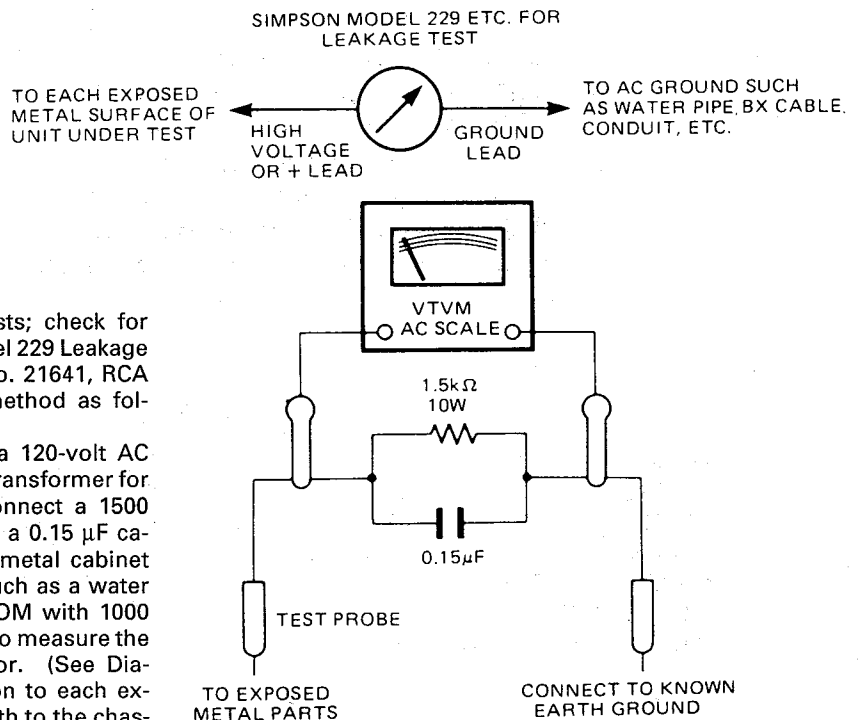 SIMPSON MODEL 229 ETC. FOR
LEAKAGE TEST
TO EACH EXPOSED
METAL SURFACE OF
UNIT UNDER TEST
HIGH
VOLTAGE
OR + LEAD
GROUND
LEAD
TO AC GROUND SUCH
AS WATER PIPE, BX CABLE,
CONDUIT, ETC.
sts; check for
el 229 Leakage
o. 21641, RCA
nethod as fol-
a 120-volt AC
transformer for
onnect a 1500
a 0.15 µF ca-
metal cabinet
uch as a water
OM with 1000
o measure the
or. (See Dia-
on to each ex-
th to the chas-
VTVM
AC SCALE
1.5kΩ
10W
0.15µF
TEST PROBE
TO EXPOSED
METAL PARTS
CONNECT TO KNOWN
EARTH GROUND